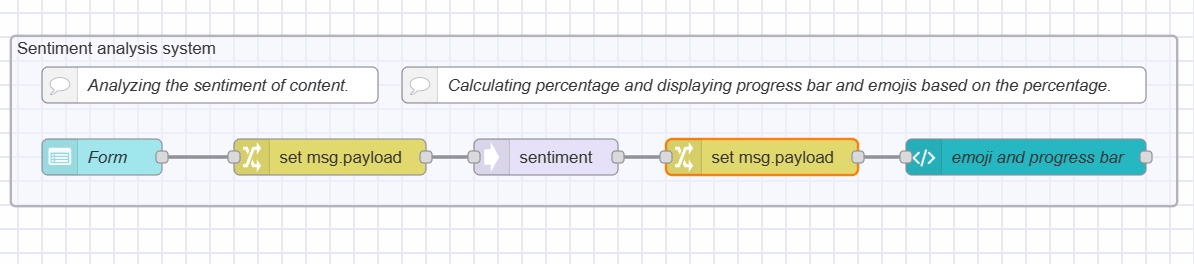 Sentiment analysis system
Analyzing the sentiment of content.
Calculating percentage and displaying progress bar and emojis based on the percentage.
Form
set msg.payload
sentiment
set msg.payload
emoji and progress bar